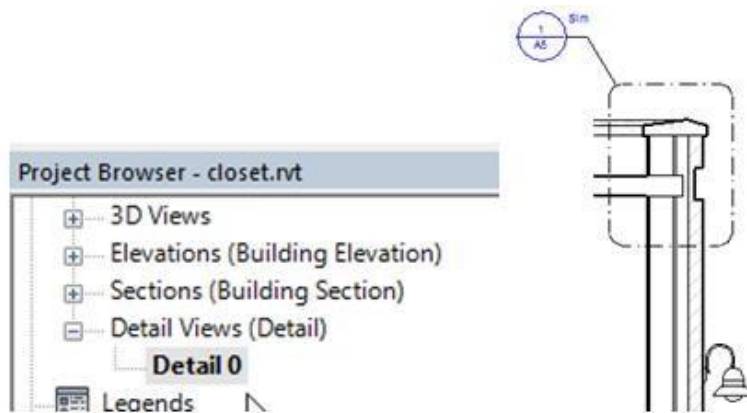 1
A5
Sim
Project Browser - closet.rvt
3D Views
Elevations (Building Elevation)
Sections (Building Section)
Detail Views (Detail)
Detail 0
Legends